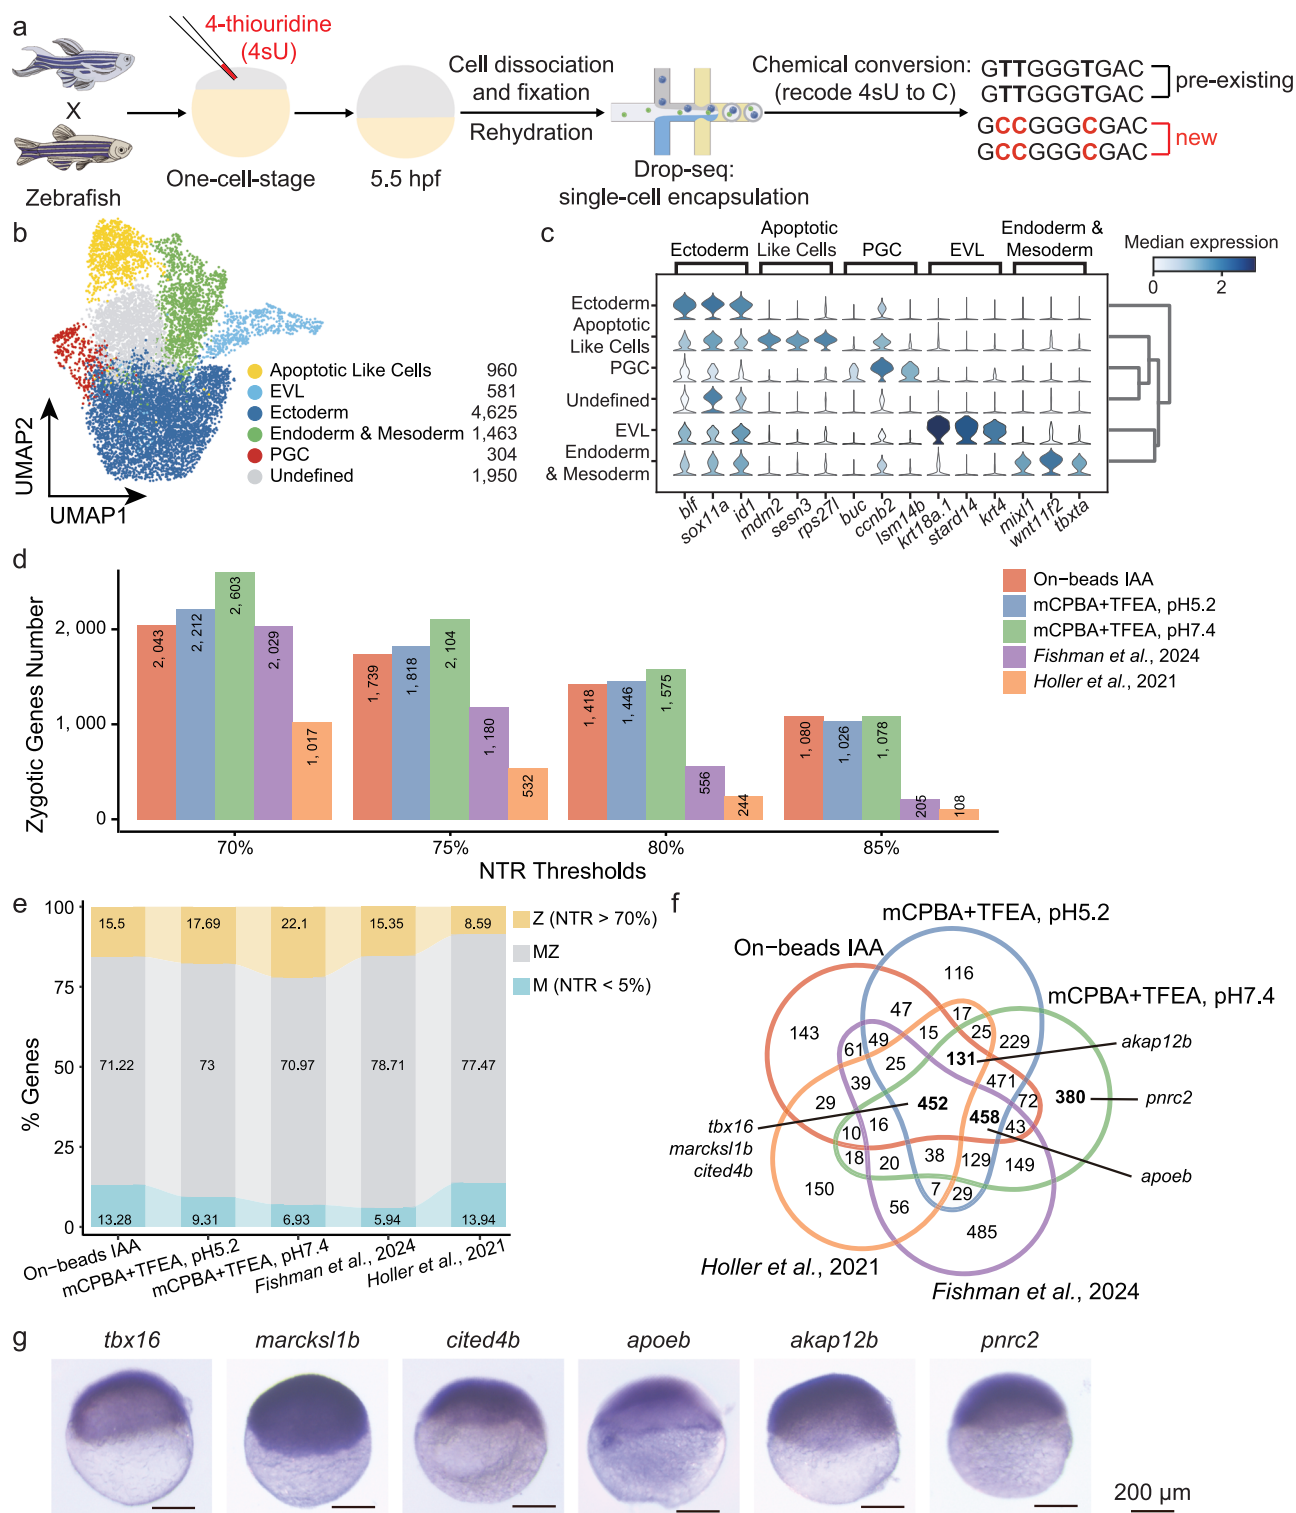 a
4-thiouridine
(4sU)
X
Zebrafish
One-cell-stage
5.5 hpf
Cell dissociation
and fixation
Rehydration
Drop-seq:
single-cell encapsulation
Chemical conversion:
(recode 4sU to C)
GTTGGGTGAC
GTTGGGTGAC
pre-existing
GCCGGGCGAC
GCCGGGCGAC
new
b
Apoptotic Like Cells 960
EVL 581
Ectoderm 4,625
Endoderm & Mesoderm 1,463
PGC 304
Undefined 1,950
UMAP2
UMAP1
c
Ectoderm
Apoptotic
Like Cells
PGC
EVL
Endoderm &
Mesoderm
Median expression
0 2
Ectoderm
Apoptotic
Like Cells
PGC
Undefined
EVL
Endoderm
& Mesoderm
blf
sox11a
id1
mdm2
sesn3
rps27l
buc
ccnb2
lsm14b
krt18a.1
stard14
krt4
mixl1
wnt11f2
tbxta
d
Zygotic Genes Number
2, 000
1, 000
0
2, 043
2, 212
2, 603
2, 029
1, 017
1, 739
1, 818
2, 104
1, 180
532
1, 418
1, 446
1, 575
556
244
1, 080
1, 026
1, 078
205
108
70% 75% 80% 85%
NTR Thresholds
On-beads IAA
mCPBA+TFEA, pH5.2
mCPBA+TFEA, pH7.4
Fishman et al., 2024
Holler et al., 2021
e
% Genes
100
75
50
25
0
15.5 17.69 22.1 15.35 8.59
71.22 73 70.97 78.71 77.47
13.28 9.31 6.93 5.94 13.94
On-beads IAA
mCPBA+TFEA, pH5.2
mCPBA+TFEA, pH7.4
Fishman et al., 2024
Holler et al., 2021
Z (NTR > 70%)
MZ
M (NTR < 5%)
f
mCPBA+TFEA, pH5.2
On-beads IAA
mCPBA+TFEA, pH7.4
116
47 17
143 15 25 229
61 49
131
akap12b
25
39 471
29 72 380
pnrc2
452
458
tbx16
marcksl1b
cited4b
10 16 43
18 20 38 129 149
apoeb
150 7 29
56
485
Holler et al., 2021
Fishman et al., 2024
g
tbx16
marcksl1b
cited4b
apoeb
akap12b
pnrc2
200 µm